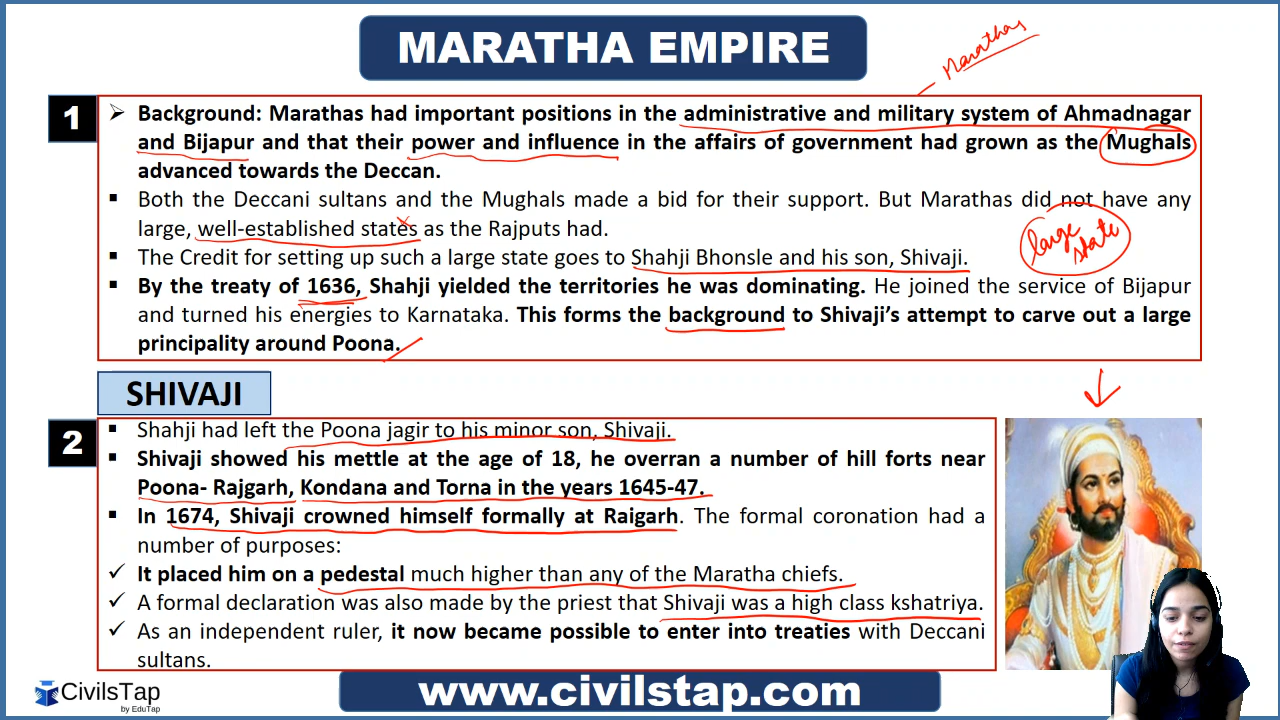 MARATHA EMPIRE
Marathas
1
➢ Background: Marathas had important positions in the administrative and military system of Ahmadnagar
and Bijapur and that their power and influence in the affairs of government had grown as the Mughals
advanced towards the Deccan.
▪ Both the Deccani sultans and the Mughals made a bid for their support. But Marathas did not have any
large, well-established states as the Rajputs had.
large
state
▪ The Credit for setting up such a large state goes to Shahji Bhonsle and his son, Shivaji.
▪ By the treaty of 1636, Shahji yielded the territories he was dominating. He joined the service of Bijapur
and turned his energies to Karnataka. This forms the background to Shivaji’s attempt to carve out a large
principality around Poona.
SHIVAJI
2
▪ Shahji had left the Poona jagir to his minor son, Shivaji.
▪ Shivaji showed his mettle at the age of 18, he overran a number of hill forts near
Poona- Rajgarh, Kondana and Torna in the years 1645-47.
▪ In 1674, Shivaji crowned himself formally at Raigarh. The formal coronation had a
number of purposes:
✓ It placed him on a pedestal much higher than any of the Maratha chiefs.
✓ A formal declaration was also made by the priest that Shivaji was a high class kshatriya.
✓ As an independent ruler, it now became possible to enter into treaties with Deccani
sultans.
CivilsTap
by EduTap
www.civilstap.com